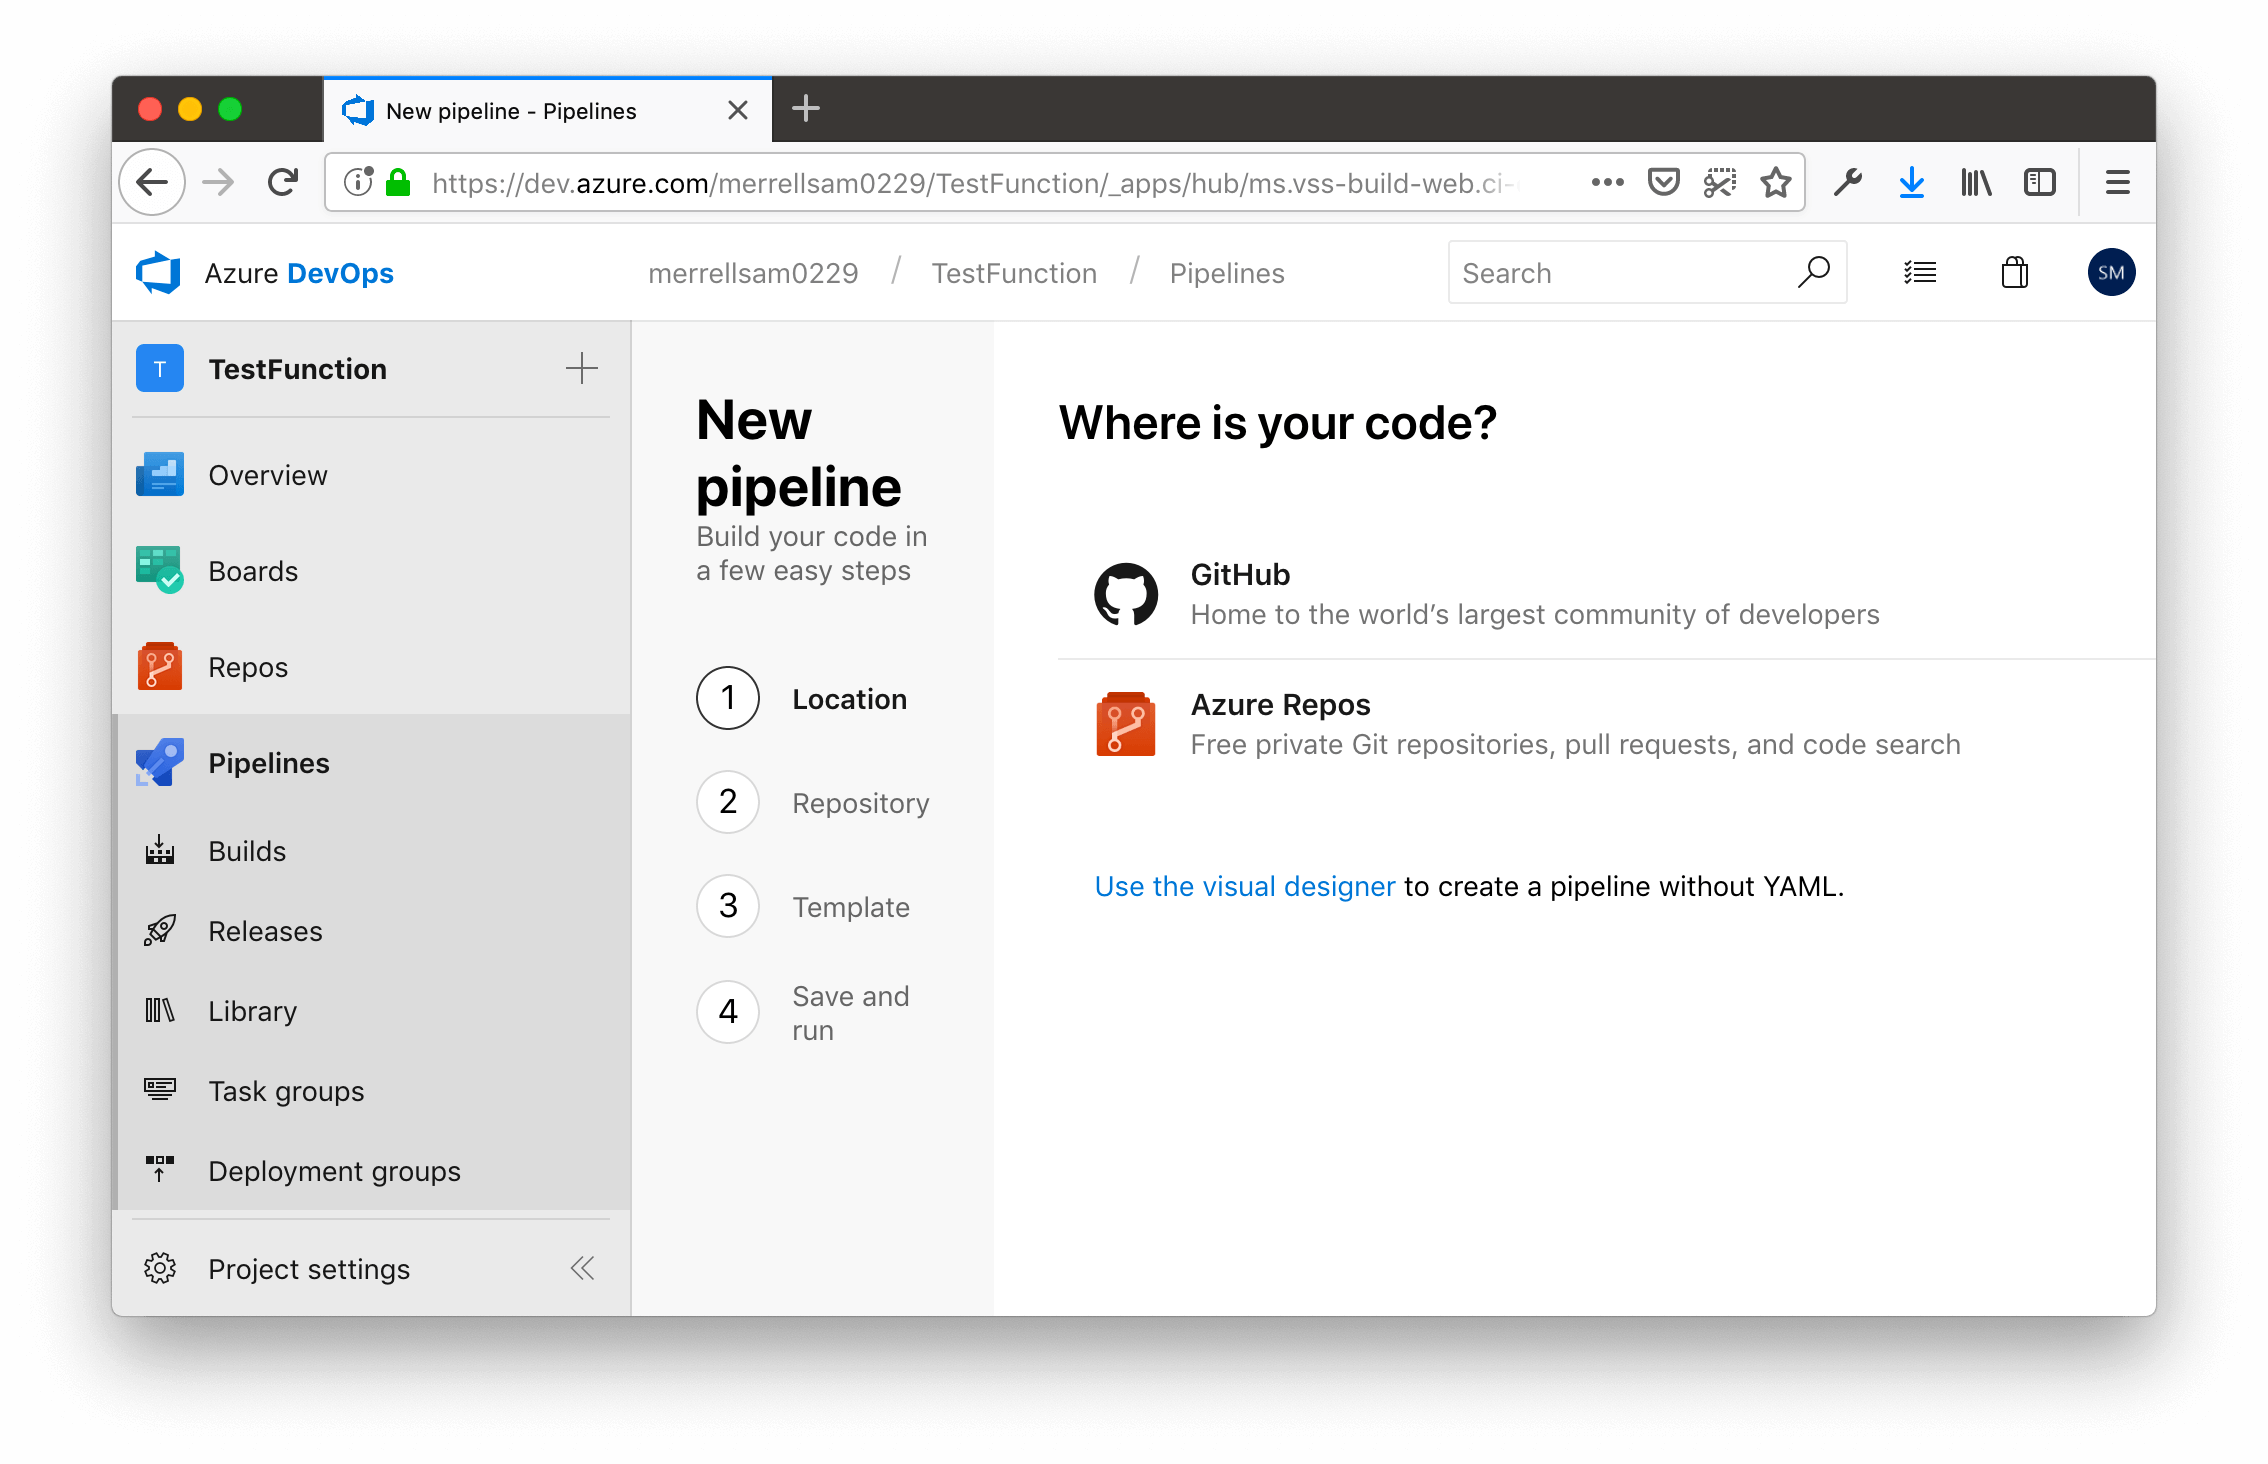 New pipeline - Pipelines
https://dev.azure.com/merrellsam0229/TestFunction/_apps/hub/ms.vss-build-web.ci-
Azure DevOps
merrellsam0229 / TestFunction / Pipelines
Search
SM
T
TestFunction
Overview
Boards
Repos
Pipelines
Builds
Releases
Library
Task groups
Deployment groups
Project settings
New
pipeline
Build your code in
a few easy steps
1 Location
2 Repository
3 Template
4 Save and
run
Where is your code?
GitHub
Home to the world’s largest community of developers
Azure Repos
Free private Git repositories, pull requests, and code search
Use the visual designer to create a pipeline without YAML.